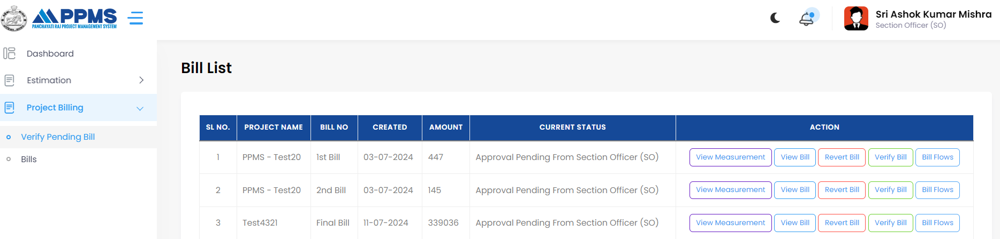 PPMS
PANCHAYATI RAJ PROJECT MANAGEMENT SYSTEM
Sri Ashok Kumar Mishra
Section Officer (SO)
Dashboard
Estimation
Project Billing
Verify Pending Bill
Bills
Bill List
SL NO. PROJECT NAME BILL NO CREATED AMOUNT CURRENT STATUS ACTION
1 PPMS - Test20 1st Bill 03-07-2024 447 Approval Pending From Section Officer (SO) View Measurement View Bill Revert Bill Verify Bill Bill Flows
2 PPMS - Test20 2nd Bill 03-07-2024 145 Approval Pending From Section Officer (SO) View Measurement View Bill Revert Bill Verify Bill Bill Flows
3 Test4321 Final Bill 11-07-2024 339036 Approval Pending From Section Officer (SO) View Measurement View Bill Revert Bill Verify Bill Bill Flows